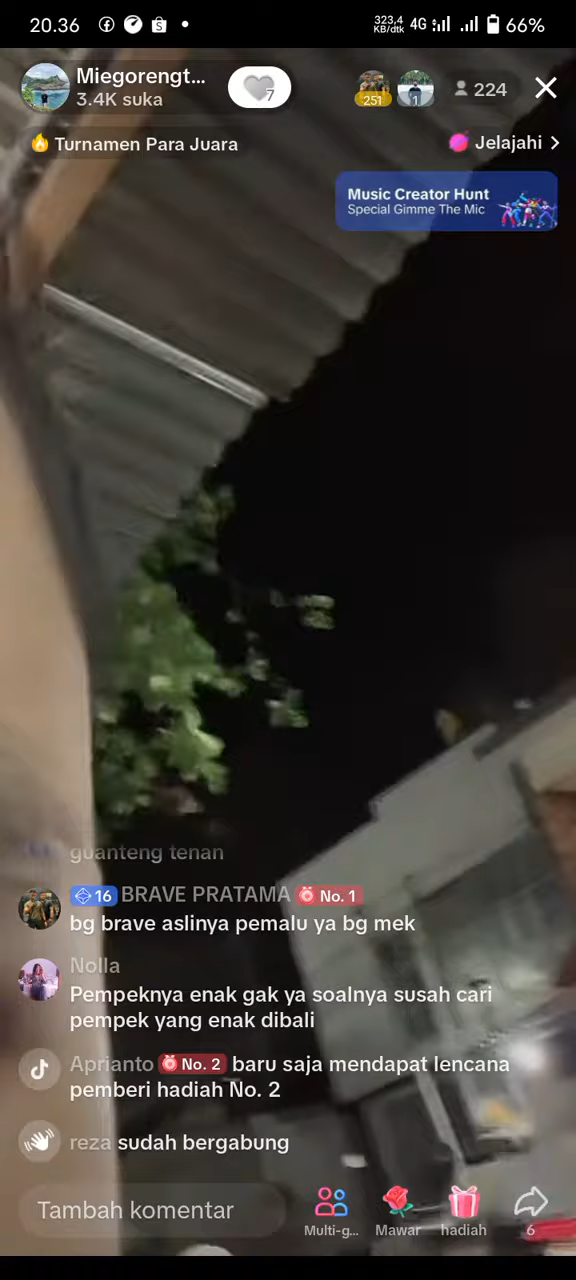 20.36
323,4 KB/dtk 4G 66%
Miegorengt...
3.4K suka
7
251
1
224
Turnamen Para Juara
Jelajahi >
Music Creator Hunt
Special Gimme The Mic
guanteng tenan
16 BRAVE PRATAMA No. 1
bg brave aslinya pemalu ya bg mek
Nolla
Pempeknya enak gak ya soalnya susah cari
pempek yang enak dibali
Aprianto No. 2 baru saja mendapat lencana
pemberi hadiah No. 2
reza sudah bergabung
Tambah komentar
Multi-g...
Mawar
hadiah
6